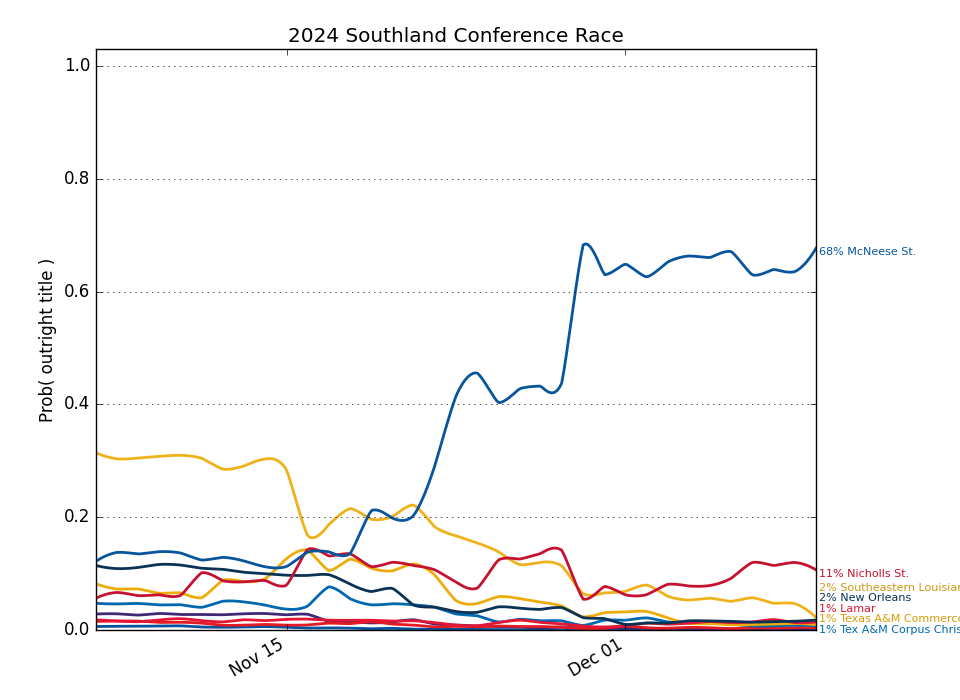 2024 Southland Conference Race
Prob( outright title )
1.0
0.8
0.6
0.4
0.2
0.0
Nov 15
Dec 01
68% McNeese St.
11% Nicholls St.
2% Southeastern Louisian
2% New Orleans
1% Lamar
1% Texas A&M Commerce
1% Tex A&M Corpus Chris